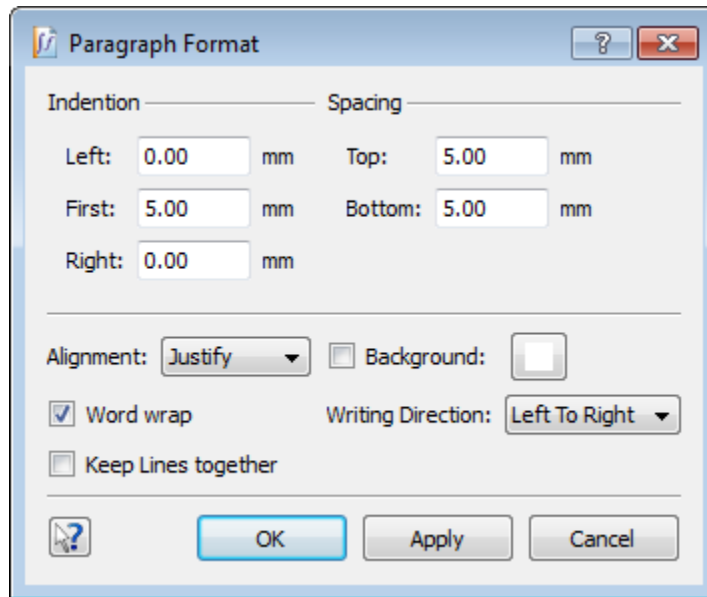 Paragraph Format
Indention Spacing
Left: 0.00 mm Top: 5.00 mm
First: 5.00 mm Bottom: 5.00 mm
Right: 0.00 mm
Alignment: Justify Background:
Word wrap Writing Direction: Left To Right
Keep Lines together
OK Apply Cancel